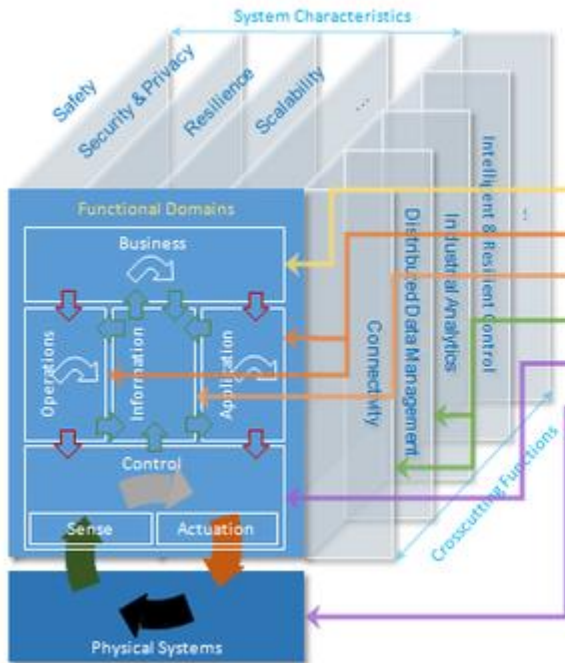 System Characteristics
Safety
Security & Privacy
Resilience
Scalability
...
Functional Domains
Business
Operations
Information
Application
Control
Sense
Actuation
Physical Systems
Connectivity
Distributed Data Management
Industrial Analytics
Intelligent & Resilient Control
...
Crosscutting Functions